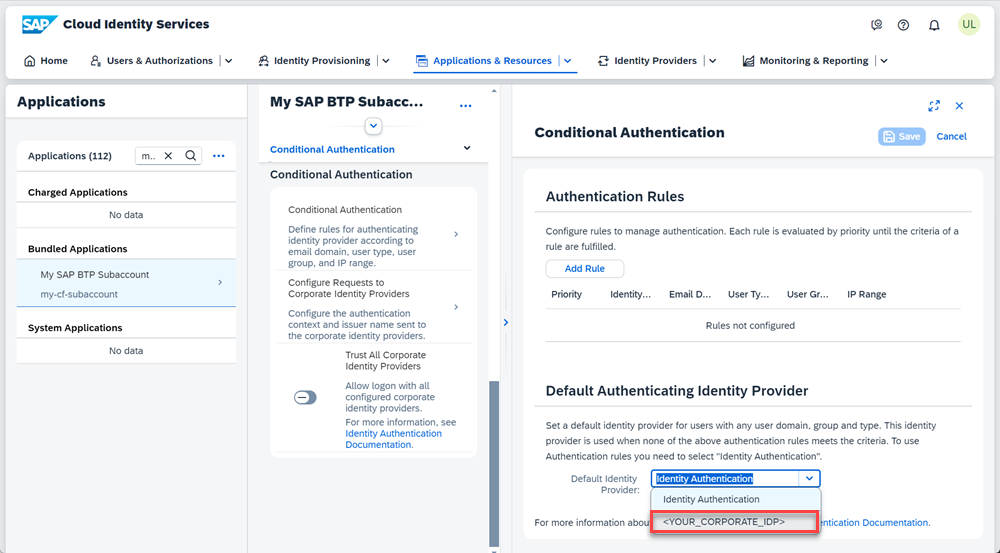 SAP Cloud Identity Services
UL
Home
Users & Authorizations
Identity Provisioning
Applications & Resources
Identity Providers
Monitoring & Reporting
Applications
Applications (112)
m..
Charged Applications
No data
Bundled Applications
My SAP BTP Subaccount
my-cf-subaccount
System Applications
No data
My SAP BTP Subacc...
Conditional Authentication
Conditional Authentication
Conditional Authentication
Define rules for authenticating
identity provider according to
email domain, user type, user
group, and IP range.
Configure Requests to
Corporate Identity Providers
Configure the authentication
context and issuer name sent to
the corporate identity providers.
Trust All Corporate
Identity Providers
Allow logon with all
configured corporate
identity providers.
For more information, see
Identity Authentication
Documentation.
Conditional Authentication
Save
Cancel
Authentication Rules
Configure rules to manage authentication. Each rule is evaluated by priority until the criteria of a
rule are fulfilled.
Add Rule
Priority Identity... Email D... User Ty... User Gr... IP Range
Rules not configured
Default Authenticating Identity Provider
Set a default identity provider for users with any user domain, group and type. This identity
provider is used when none of the above authentication rules meets the criteria. To use
Authentication rules you need to select "Identity Authentication".
Default Identity
Provider:
Identity Authentication
Identity Authentication
<YOUR_CORPORATE_IDP>
For more information abou
entication Documentation.